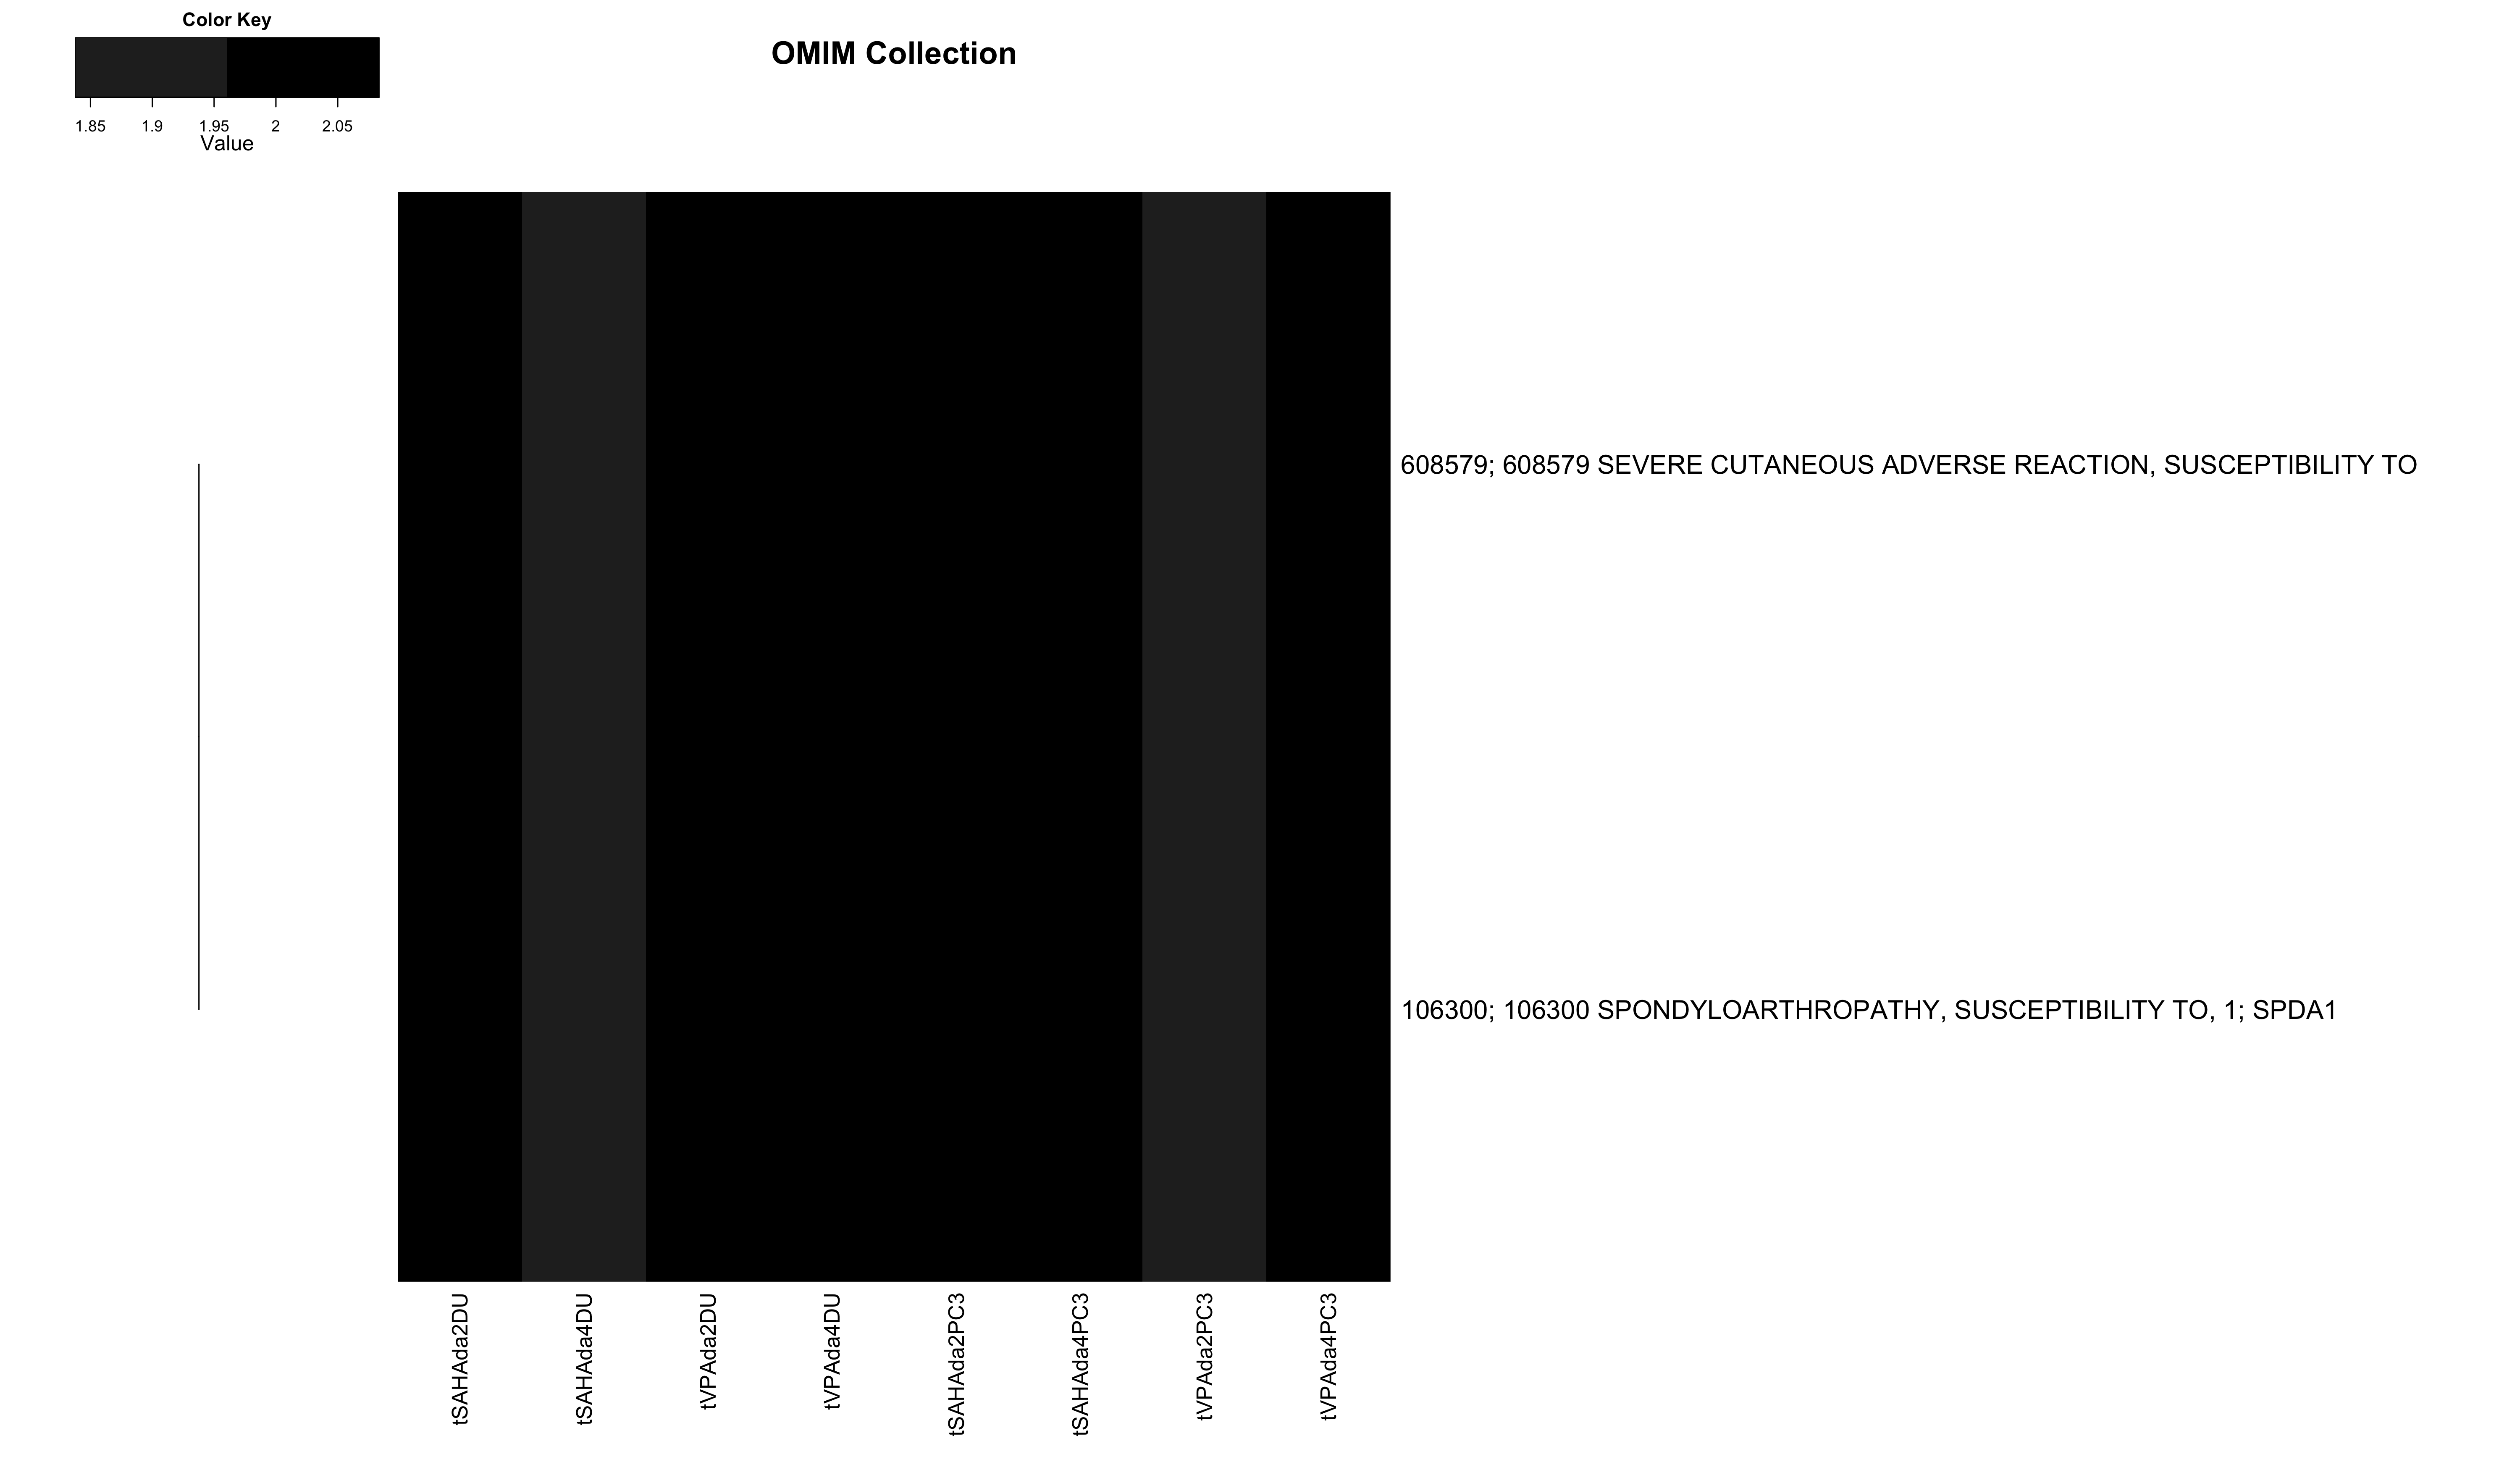 Color Key
1.85 1.9 1.95 2 2.05
Value
OMIM Collection
608579; 608579 SEVERE CUTANEOUS ADVERSE REACTION, SUSCEPTIBILITY TO
106300; 106300 SPONDYLOARTHROPATHY, SUSCEPTIBILITY TO, 1; SPDA1
tSAHAda2DU
tSAHAda4DU
tVPAda2DU
tVPAda4DU
tSAHAda2PC3
tSAHAda4PC3
tVPAda2PC3
tVPAda4PC3